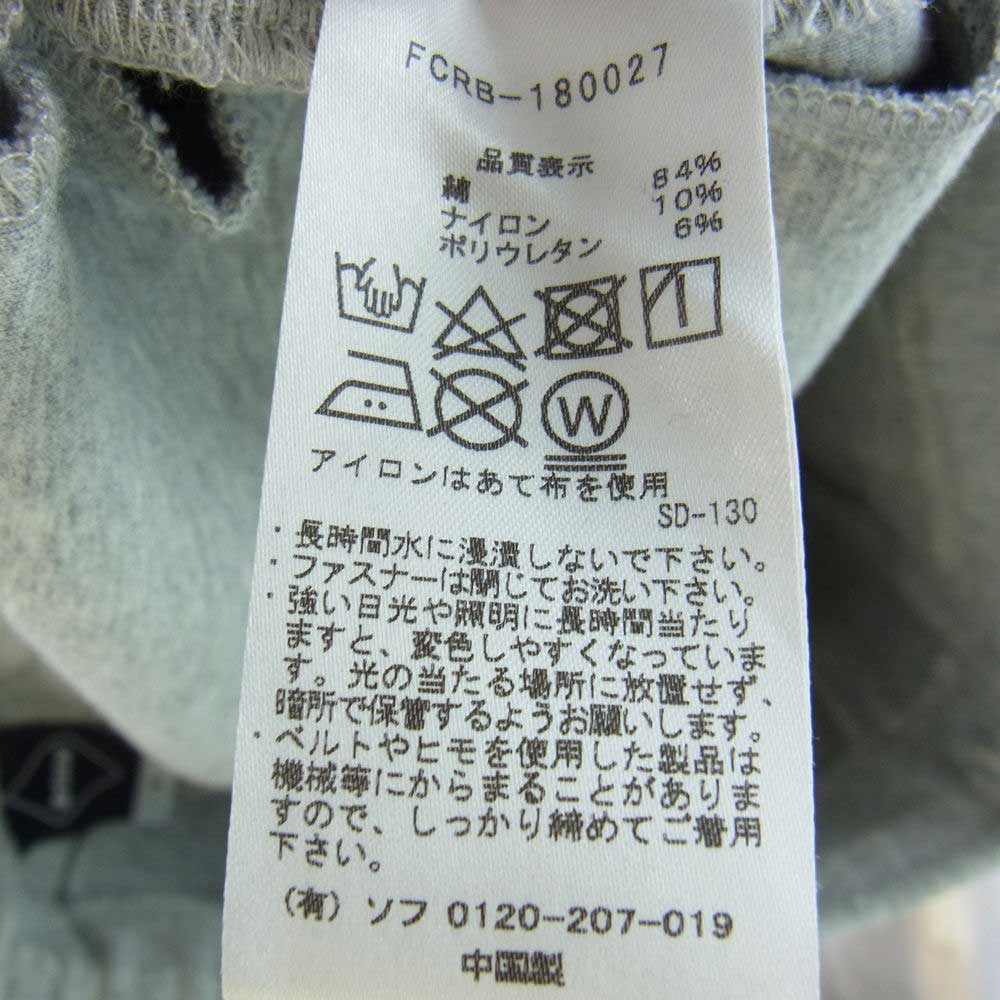 FCRB-180027
品質表示
綿 84%
ナイロン 10%
ポリウレタン 6%
W
アイロンはあて布を使用
SD-130
・長時間水に浸漬しないで下さい。
・ファスナーは閉じてお洗い下さい。
・強い日光や照明に長時間当たり
ますと、変色しやすくなっていま
す。光の当たる場所に放置せず、
暗所で保管するようお願いします。
・ベルトやヒモを使用した製品は
機械等にからまることがありま
すので、しっかり締めてご着用
下さい。
(有) ソフ 0120-207-019
中国製